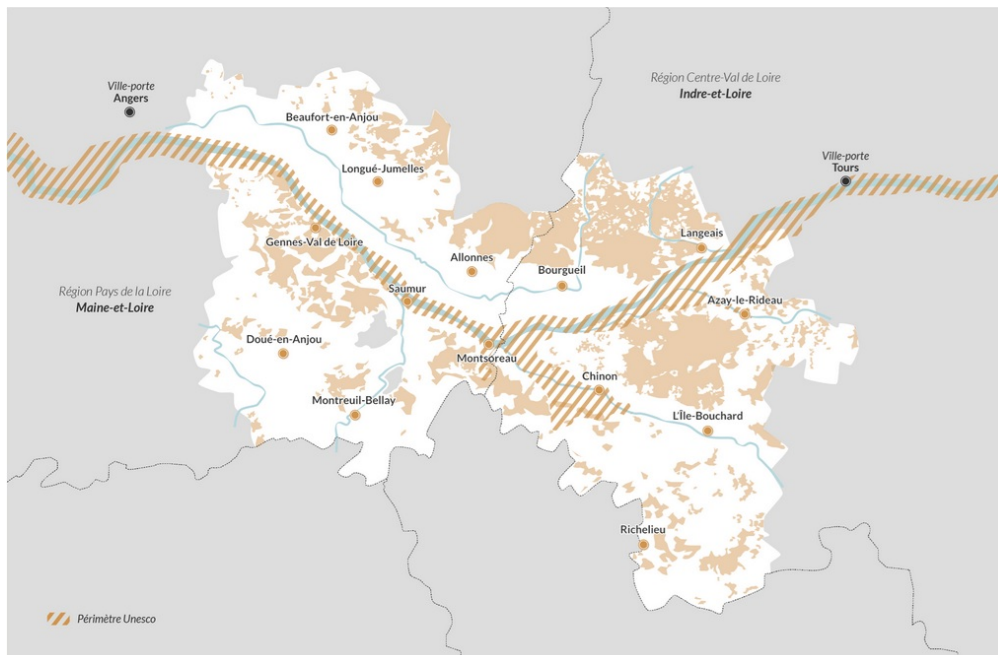 Région Centre-Val de Loire
Indre-et-Loire
Ville-porte
Angers
Beaufort-en-Anjou
Ville-porte
Tours
Longué-Jumelles
Gennes-Val de Loire
Langeais
Allonnes
Bourgueil
Région Pays de la Loire
Maine-et-Loire
Saumur
Azay-le-Rideau
Doué-en-Anjou
Montsoreau
Chinon
Montreuil-Bellay
L'Île-Bouchard
Richelieu
Périmètre Unesco